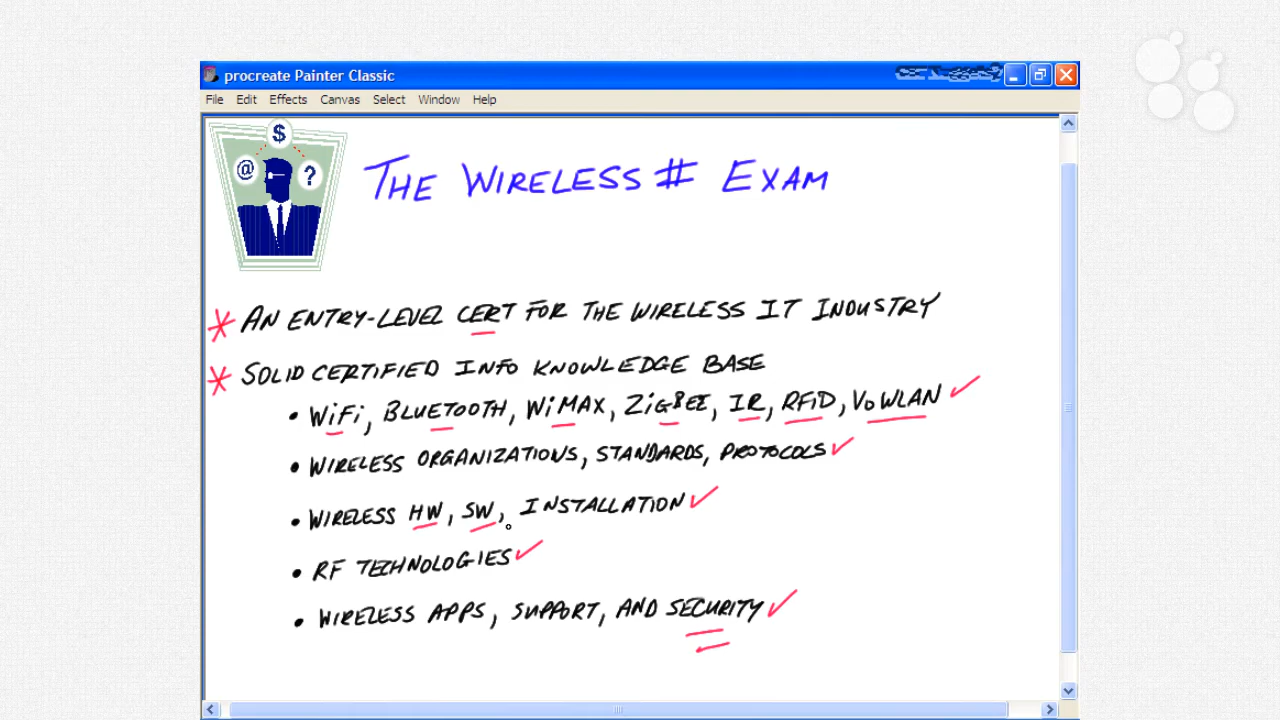 procreate Painter Classic
File Edit Effects Canvas Select Window Help
$
@ ?
THE WIRELESS # EXAM
* AN ENTRY-LEVEL CERT FOR THE WIRELESS IT INDUSTRY
* SOLID CERTIFIED INFO KNOWLEDGE BASE
• WiFi, BLUETOOTH, WiMAX, ZiGBEE, IR, RFiD, VoWLAN
• WIRELESS ORGANIZATIONS, STANDARDS, PROTOCOLS
• WIRELESS HW, SW, INSTALLATION
• RF TECHNOLOGIES
• WIRELESS APPS, SUPPORT, AND SECURITY